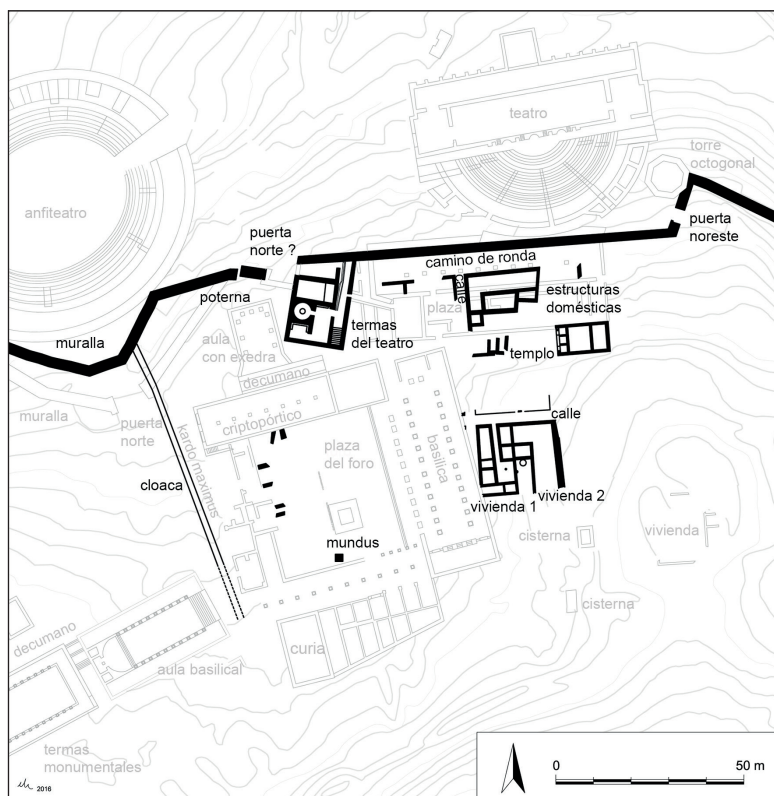 teatro
torre
octogonal
anfiteatro
puerta
norte ?
puerta
noreste
camino de ronda
poterna
calle
plaza
estructuras
domésticas
termas
del teatro
templo
muralla
aula
con exedra
decumano
muralla
puerta
norte
criptopórtico
calle
kardo maximus
plaza
del foro
basilica
cloaca
vivienda 1
vivienda 2
cisterna
vivienda
mundus
cisterna
decumano
curia
aula basilical
termas
monumentales
2016
0
50 m